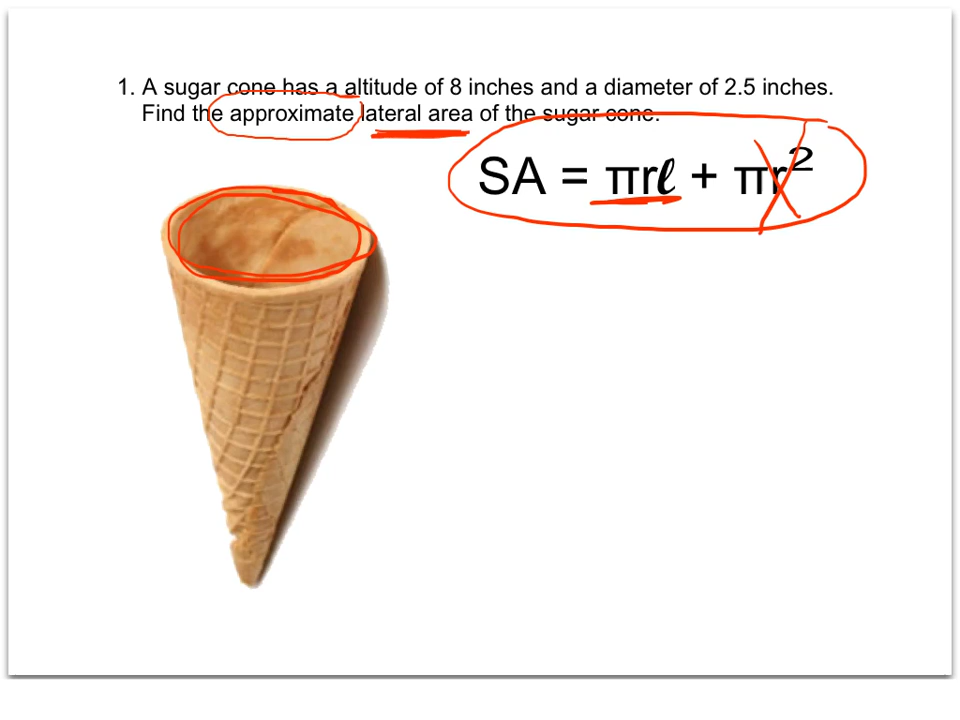 1. A sugar cone has a altitude of 8 inches and a diameter of 2.5 inches.
Find the approximate lateral area of the sugar cone.
SA = πrℓ + πr²